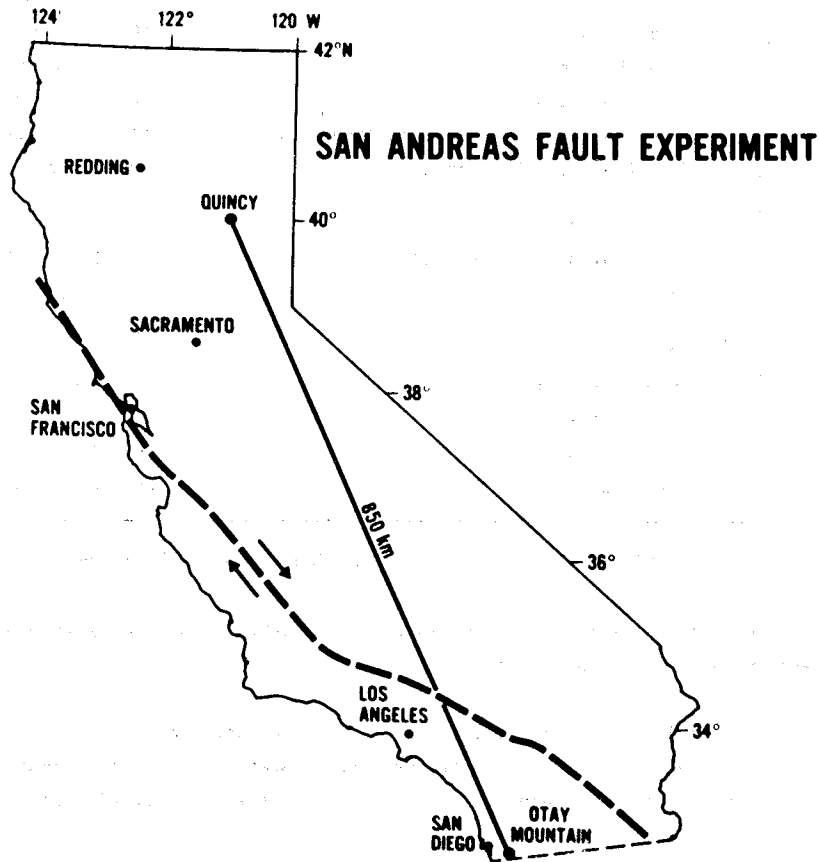 124°
122°
120 W
42°N
SAN ANDREAS FAULT EXPERIMENT
REDDING
QUINCY
40°
SACRAMENTO
38°
SAN
FRANCISCO
850 km
36°
LOS
ANGELES
34°
SAN
DIEGO
OTAY
MOUNTAIN